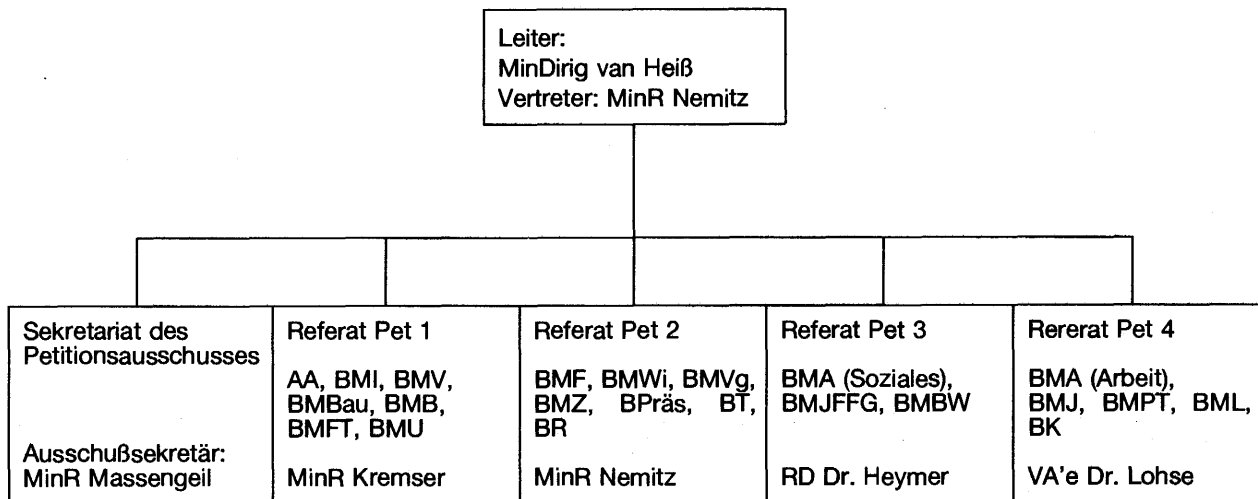 Leiter:
MinDirig van Heiß
Vertreter: MinR Nemitz
Sekretariat des
Petitionsausschusses
Ausschußsekretär:
MinR Massengeil
Referat Pet 1
AA, BMI, BMV,
BMBau, BMB,
BMFT, BMU
MinR Kremser
Referat Pet 2
BMF, BMWi, BMVg,
BMZ, BPräs, BT,
BR
MinR Nemitz
Referat Pet 3
BMA (Soziales),
BMJFFG, BMBW
RD Dr. Heymer
Rererat Pet 4
BMA (Arbeit),
BMJ, BMPT, BML,
BK
VA'e Dr. Lohse